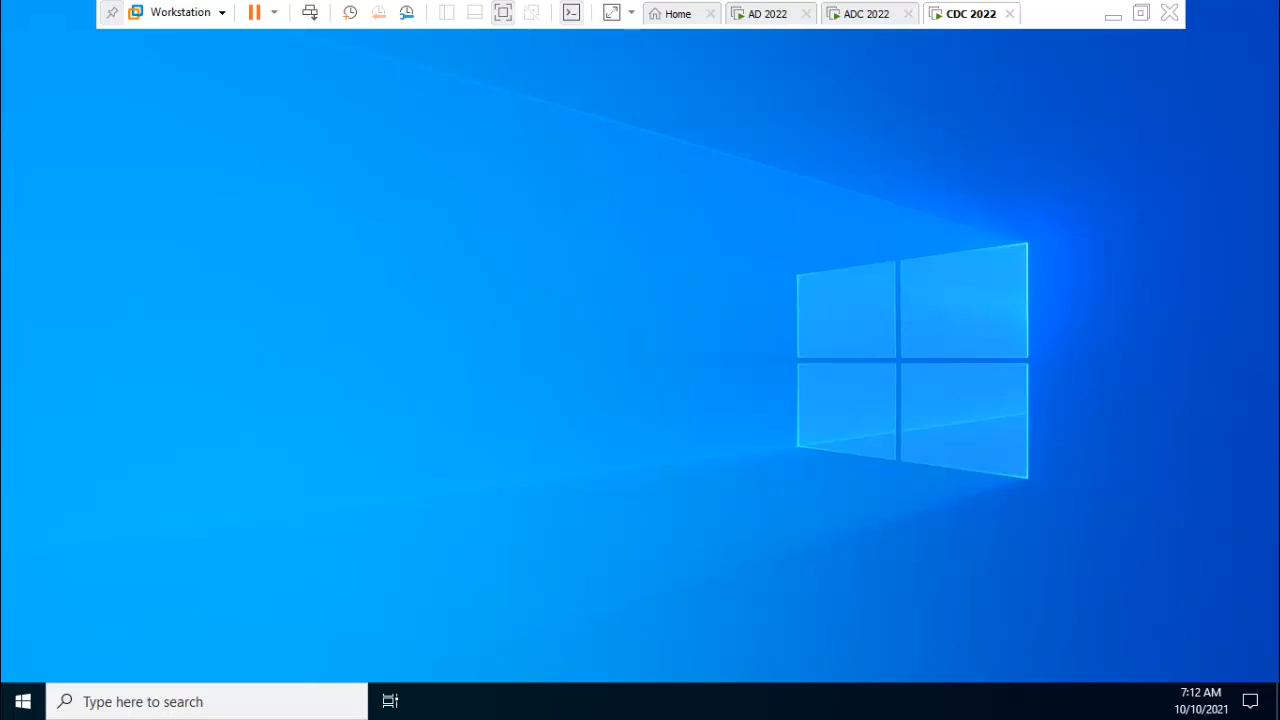 Workstation
Home
AD 2022
ADC 2022
CDC 2022
Type here to search
7:12 AM
10/10/2021